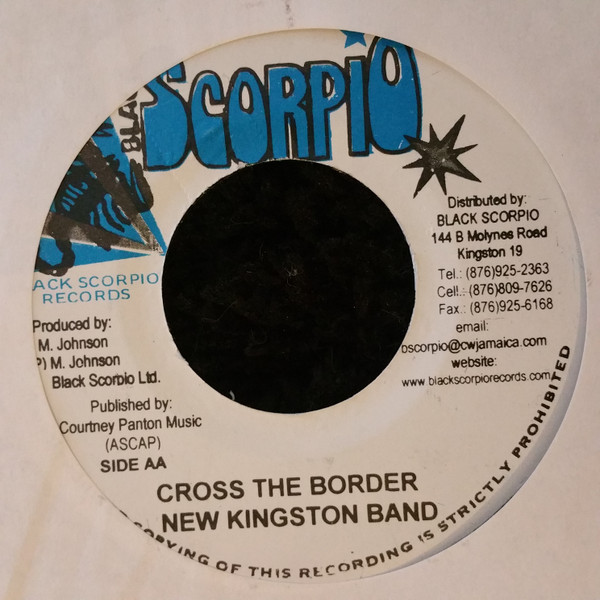 BLA
SCORPIO
ACK SCORPIO
RECORDS
Distributed by:
BLACK SCORPIO
144 B Molynes Road
Kingston 19
Tel.: (876)925-2363
Cell.: (876)809-7626
Fax.: (876)925-6168
email:
bscorpio@cwjamaica.com
website:
www.blackscorpiorecords.com
Produced by:
M. Johnson
P) M. Johnson
Black Scorpio Ltd.
Published by:
Courtney Panton Music
(ASCAP)
SIDE AA
CROSS THE BORDER
NEW KINGSTON BAND
COPYING OF THIS RECORDING IS STRICTLY PROHIBITED